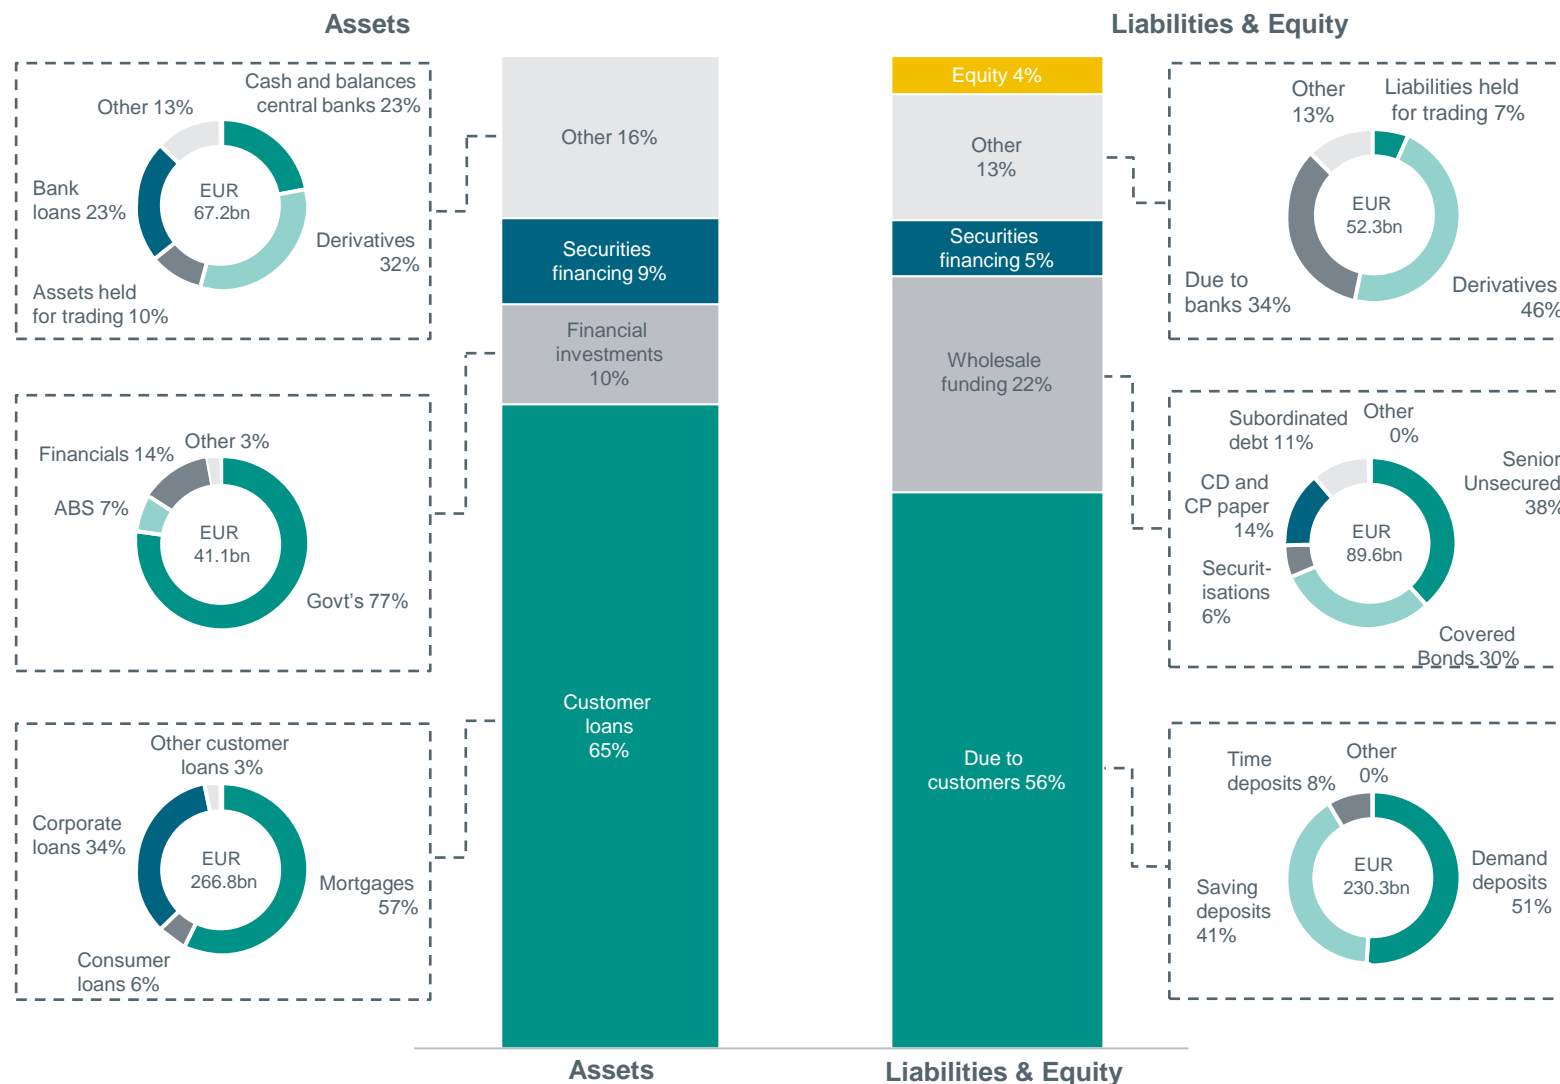 Assets
Liabilities & Equity
Cash and balances
central banks 23%
Other 13%
Bank
loans 23%
EUR
67.2bn
Derivatives
32%
Assets held
for trading 10%
Financials 14%
Other 3%
ABS 7%
EUR
41.1bn
Govt's 77%
Other customer
loans 3%
Corporate
loans 34%
EUR
266.8bn
Mortgages
57%
Consumer
loans 6%
Other 16%
Securities
financing 9%
Financial
investments
10%
Customer
loans
65%
Assets
Equity 4%
Other
13%
Securities
financing 5%
Wholesale
funding 22%
Due to
customers 56%
Liabilities & Equity
Other
13%
Liabilities held
for trading 7%
EUR
52.3bn
Due to
banks 34%
Derivatives
46%
Subordinated
debt 11%
Other
0%
Senior
Unsecured
38%
CD and
CP paper
14%
EUR
89.6bn
Securit-
isations
6%
Covered
Bonds 30%
Time
deposits 8%
Other
0%
EUR
230.3bn
Demand
deposits
51%
Saving
deposits
41%